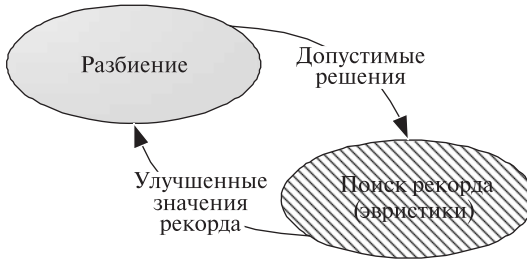 Разбиение
Допустимые
решения
Улучшенные
значения
рекорда
Поиск рекорда
(эвристики)